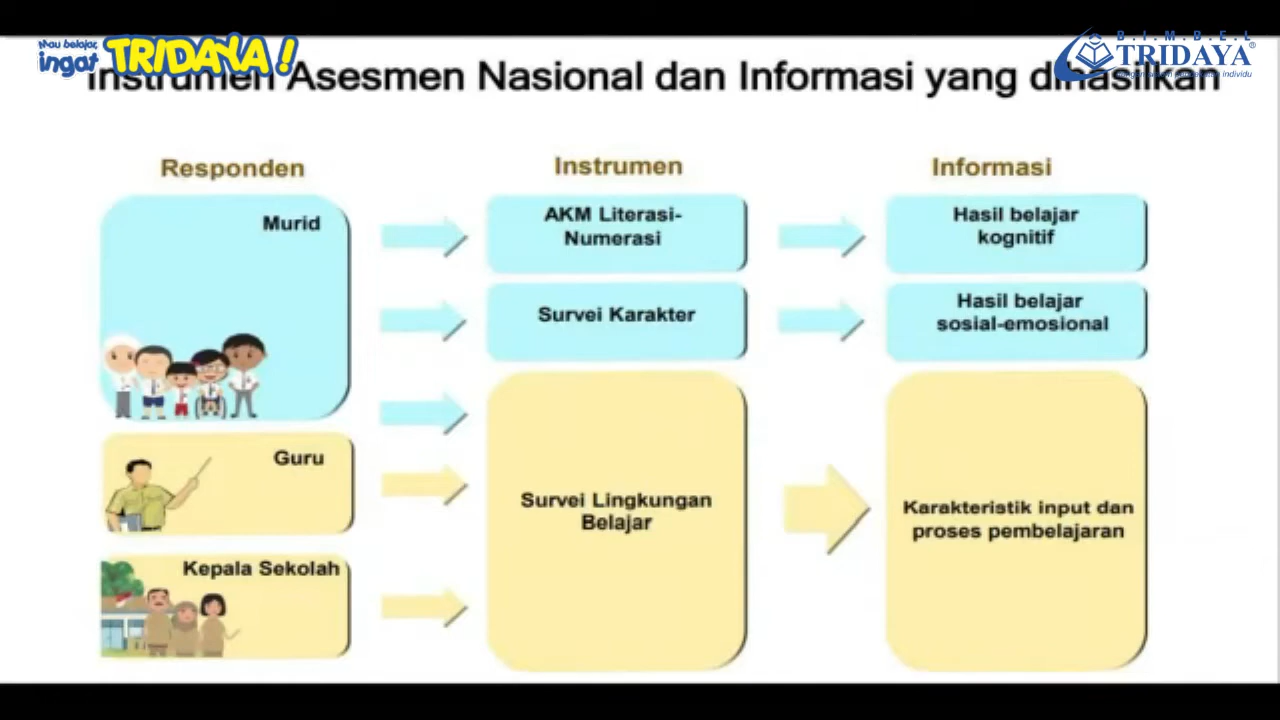 Mau belajar,
ingat TRIDAYA !
B.I.M.B.E.L
TRIDAYA®
Instrumen Asesmen Nasional dan Informasi yang dihasilkan
Responden
Instrumen
Informasi
Murid
AKM Literasi-
Numerasi
Hasil belajar
kognitif
Survei Karakter
Hasil belajar
sosial-emosional
Guru
Survei Lingkungan
Belajar
Karakteristik input dan
proses pembelajaran
Kepala Sekolah